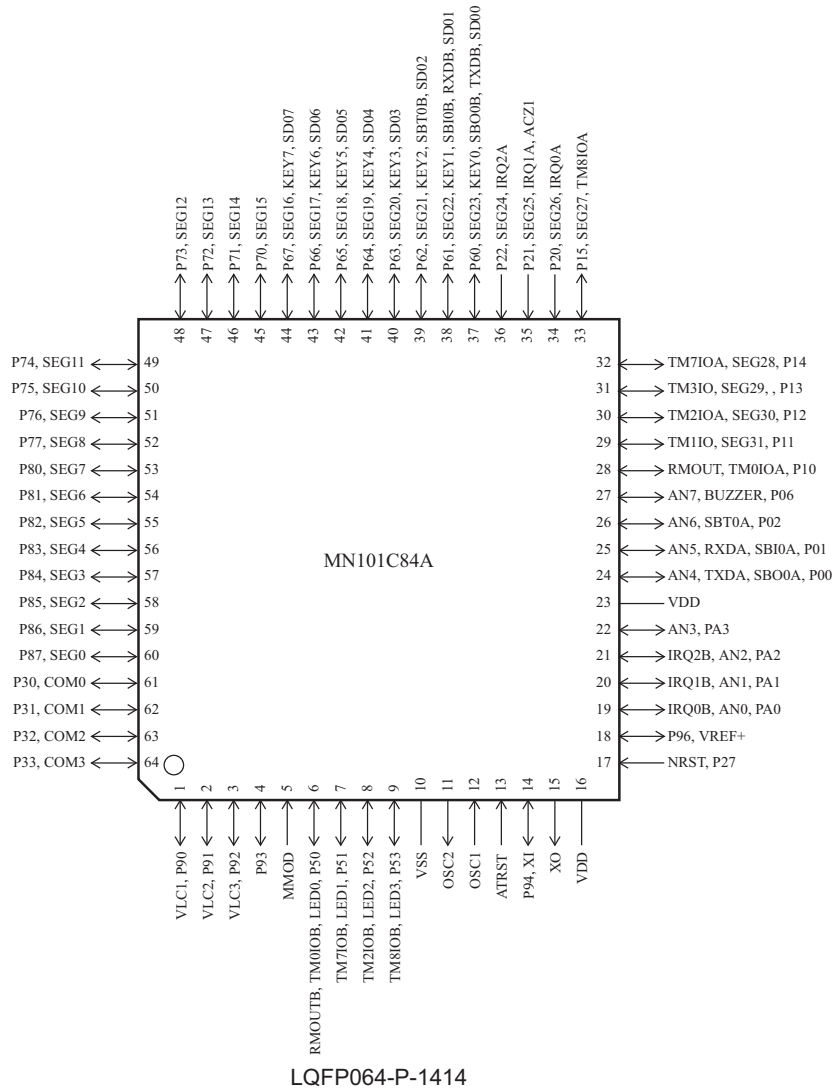 P73, SEG12
P72, SEG13
P71, SEG14
P70, SEG15
P67, SEG16, KEY7, SD07
P66, SEG17, KEY6, SD06
P65, SEG18, KEY5, SD05
P64, SEG19, KEY4, SD04
P63, SEG20, KEY3, SD03
P62, SEG21, KEY2, SBT0B, SD02
P61, SEG22, KEY1, SBI0B, RXDB, SD01
P60, SEG23, KEY0, SBO0B, TXDB, SD00
P22, SEG24, IRQ2A
P21, SEG25, IRQ1A, ACZ1
P20, SEG26, IRQ0A
P15, SEG27, TM8IOA
48 47 46 45 44 43 42 41 40 39 38 37 36 35 34 33
P74, SEG11 49
P75, SEG10 50
P76, SEG9 51
P77, SEG8 52
P80, SEG7 53
P81, SEG6 54
P82, SEG5 55
P83, SEG4 56
P84, SEG3 57
P85, SEG2 58
P86, SEG1 59
P87, SEG0 60
P30, COM0 61
P31, COM1 62
P32, COM2 63
P33, COM3 64
MN101C84A
32 TM7IOA, SEG28, P14
31 TM3IO, SEG29, , P13
30 TM2IOA, SEG30, P12
29 TM1IO, SEG31, P11
28 RMOUT, TM0IOA, P10
27 AN7, BUZZER, P06
26 AN6, SBT0A, P02
25 AN5, RXDA, SBI0A, P01
24 AN4, TXDA, SBO0A, P00
23 VDD
22 AN3, PA3
21 IRQ2B, AN2, PA2
20 IRQ1B, AN1, PA1
19 IRQ0B, AN0, PA0
18 P96, VREF+
17 NRST, P27
1 2 3 4 5 6 7 8 9 10 11 12 13 14 15 16
VLC1, P90
VLC2, P91
VLC3, P92
P93
MMOD
RMOUTB, TM0IOB, LED0, P50
TM7IOB, LED1, P51
TM2IOB, LED2, P52
TM8IOB, LED3, P53
VSS
OSC2
OSC1
ATRST
P94, XI
XO
VDD
LQFP064-P-1414